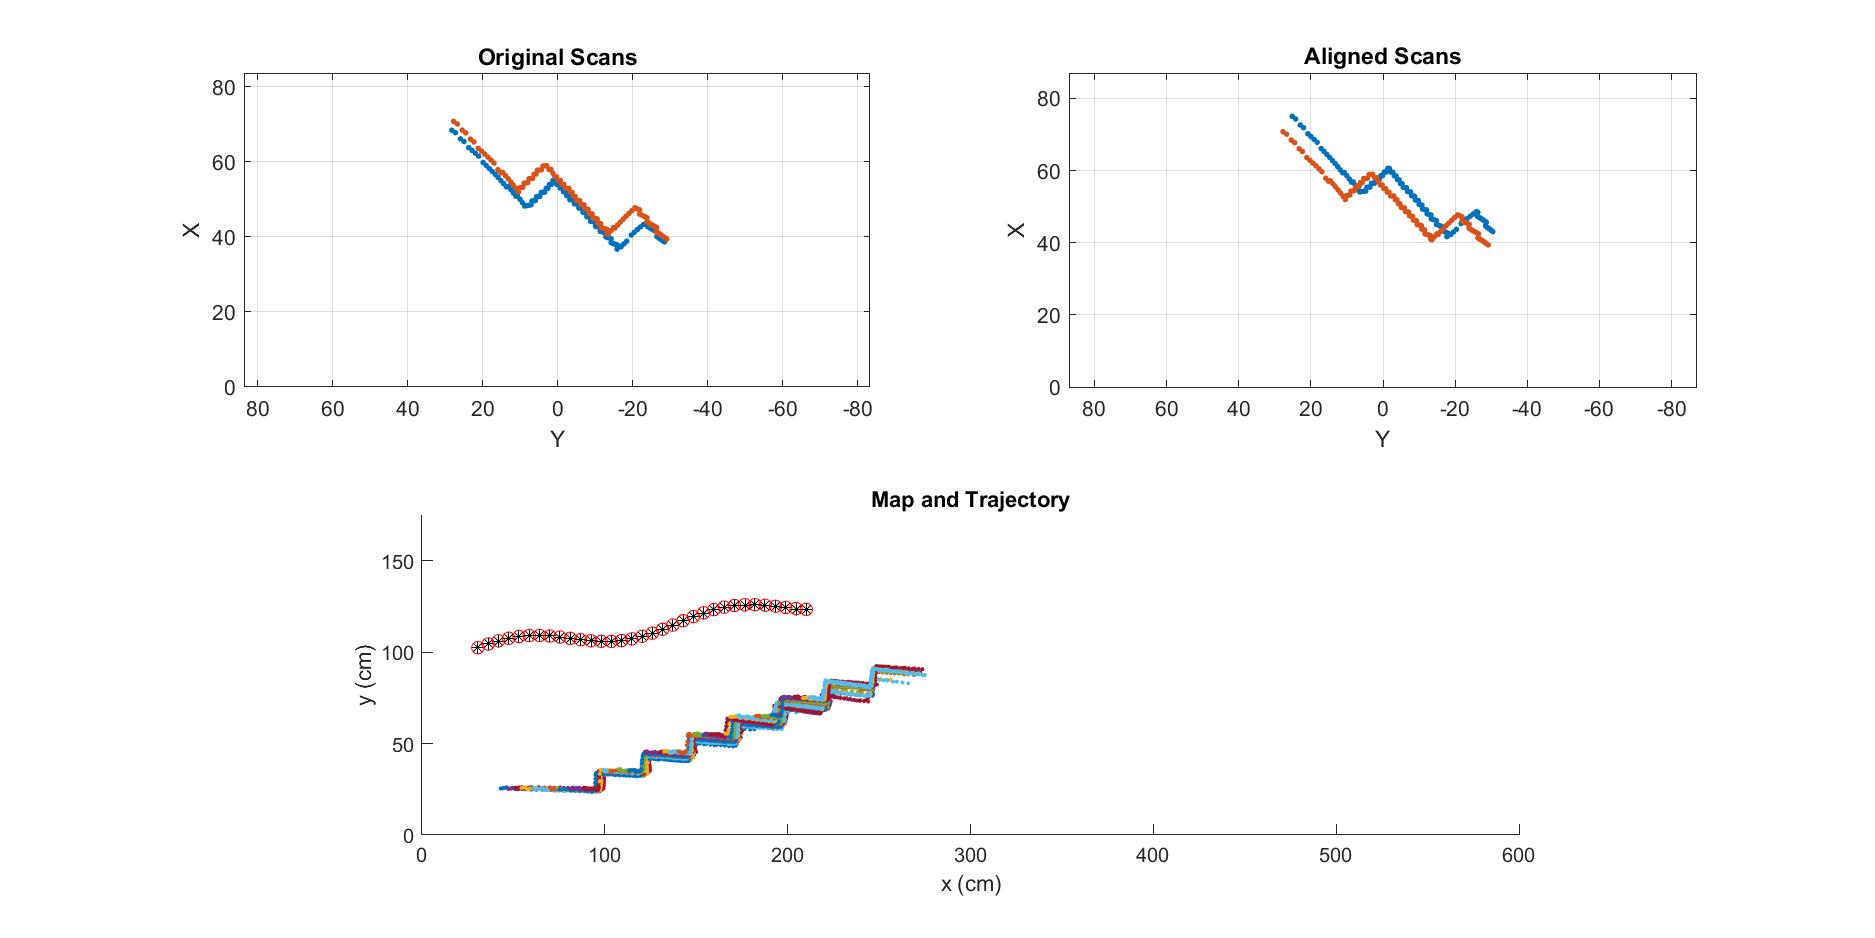 Original Scans
80
60
40
20
0
X
80 60 40 20 0 -20 -40 -60 -80
Y
Aligned Scans
80
60
40
20
0
X
80 60 40 20 0 -20 -40 -60 -80
Y
Map and Trajectory
150
100
50
0
y (cm)
0 100 200 300 400 500 600
x (cm)